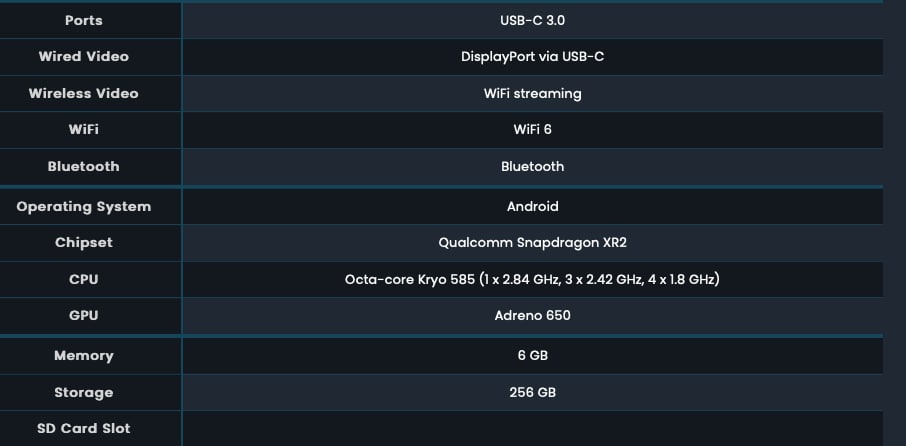 Ports USB-C 3.0
Wired Video DisplayPort via USB-C
Wireless Video WiFi streaming
WiFi WiFi 6
Bluetooth Bluetooth
Operating System Android
Chipset Qualcomm Snapdragon XR2
CPU Octa-core Kryo 585 (1 x 2.84 GHz, 3 x 2.42 GHz, 4 x 1.8 GHz)
GPU Adreno 650
Memory 6 GB
Storage 256 GB
SD Card Slot